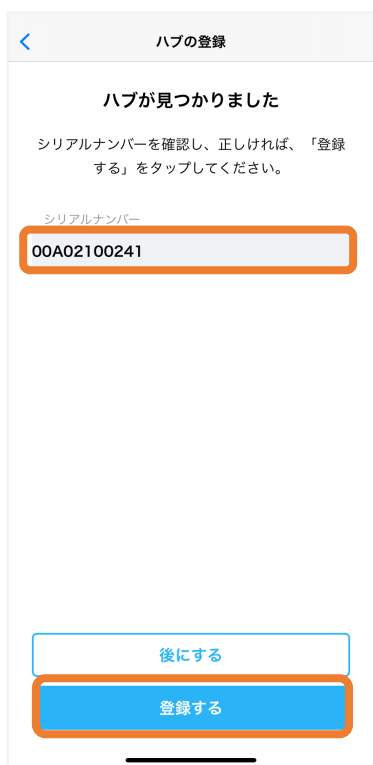 ハブの登録
ハブが見つかりました
シリアルナンバーを確認し、正しければ、「登録
する」をタップしてください。
シリアルナンバー
00A02100241
後にする
登録する